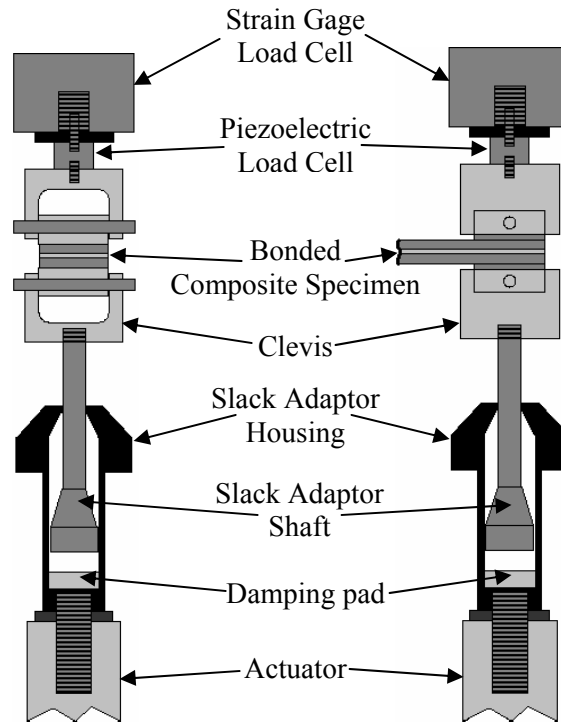 Strain Gage
Load Cell
Piezoelectric
Load Cell
Bonded
Composite Specimen
Clevis
Slack Adaptor
Housing
Slack Adaptor
Shaft
Damping pad
Actuator